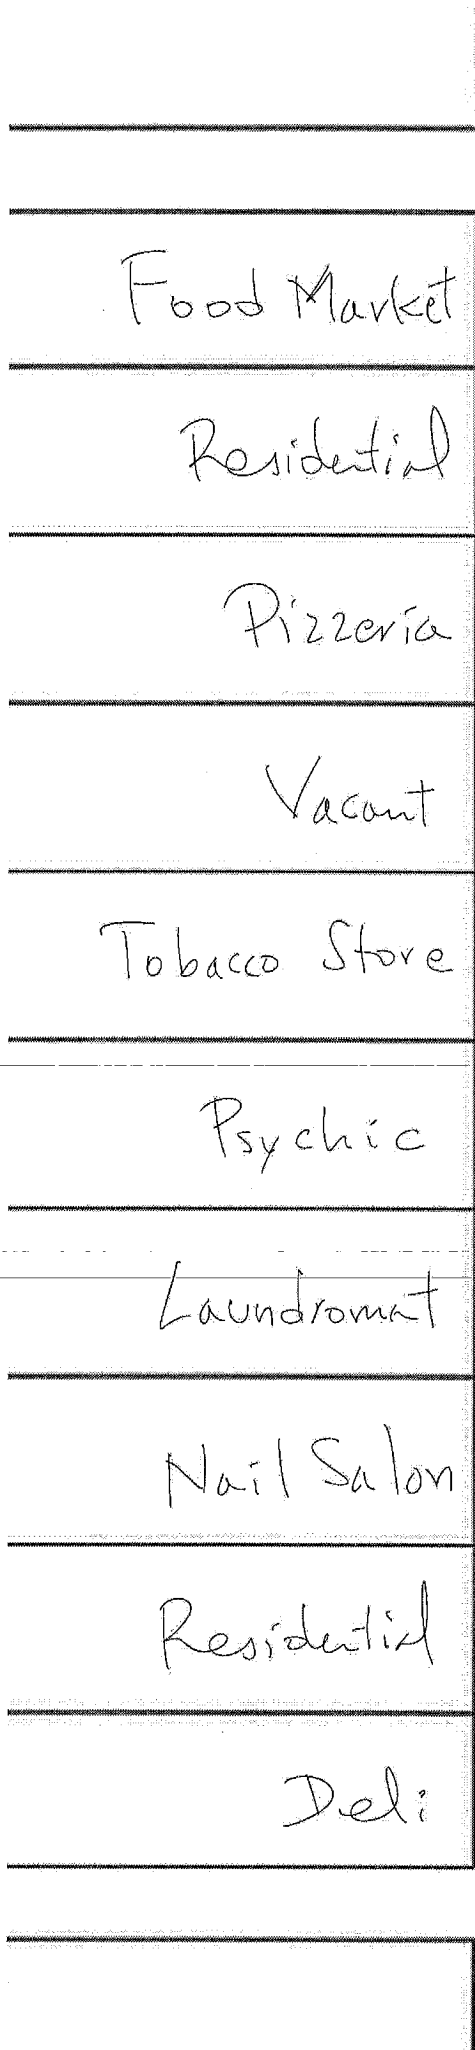 Food Market
Residential
Pizzeria
Vacant
Tobacco Store
Psychic
Laundromat
Nail Salon
Residential
Deli